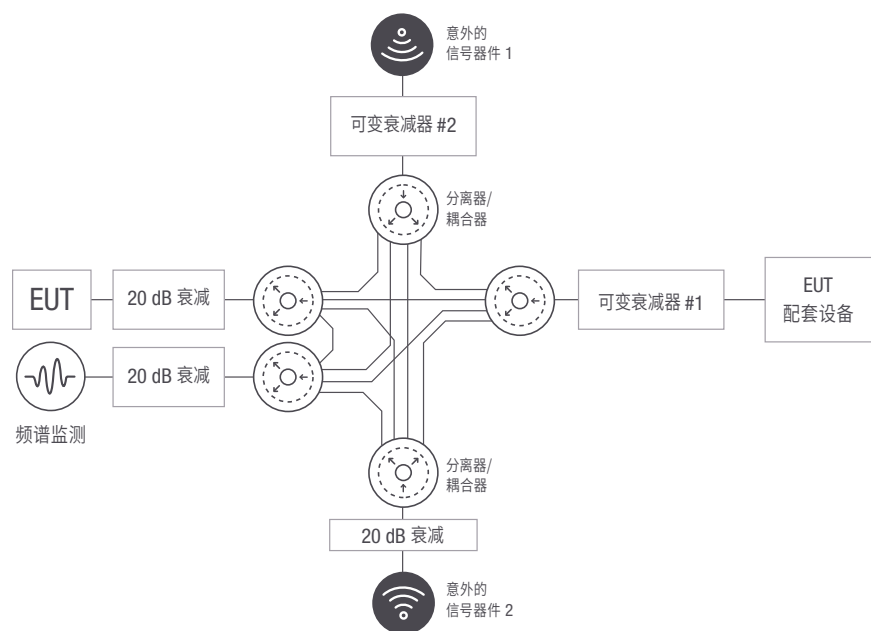 意外的
信号器件 1
可变衰减器 #2
分离器/
耦合器
EUT
20 dB 衰减
可变衰减器 #1
EUT
配套设备
20 dB 衰减
频谱监测
分离器/
耦合器
20 dB 衰减
意外的
信号器件 2